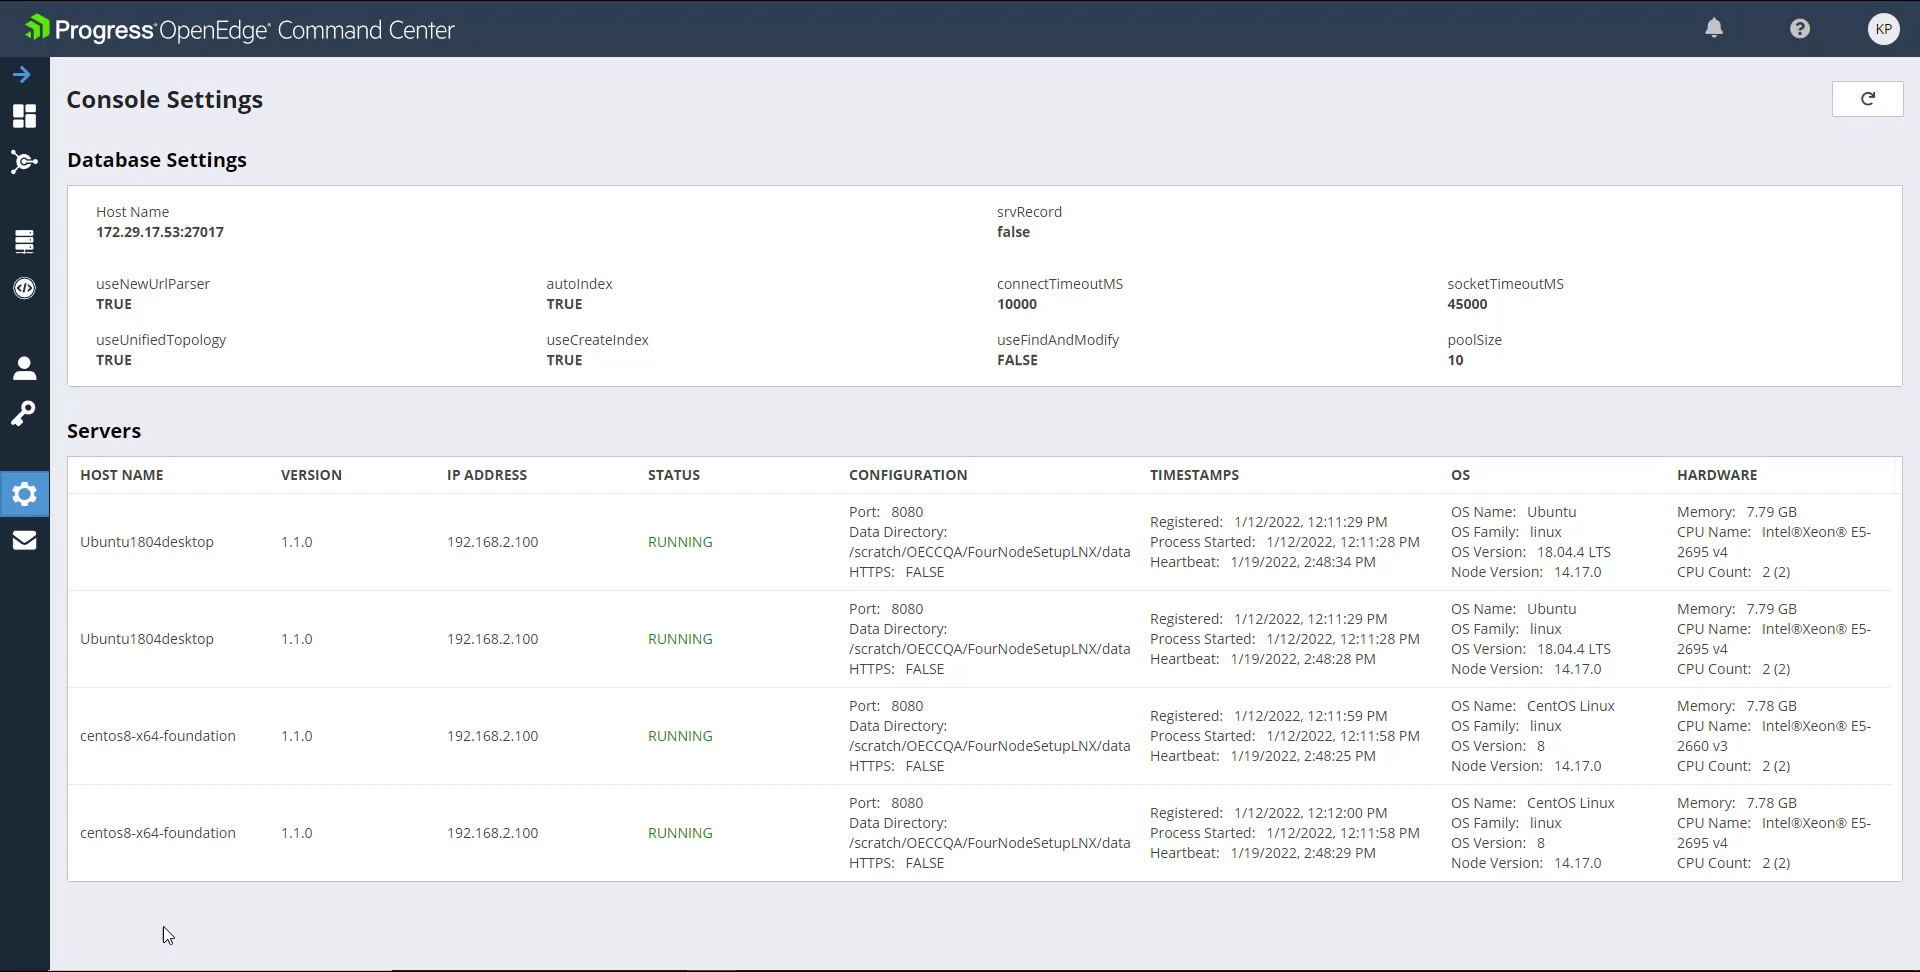 Progress OpenEdge Command Center
KP
Console Settings
Database Settings
Host Name
172.29.17.53:27017
srvRecord
false
useNewUrlParser
TRUE
autoIndex
TRUE
connectTimeoutMS
10000
socketTimeoutMS
45000
useUnifiedTopology
TRUE
useCreateIndex
TRUE
useFindAndModify
FALSE
poolSize
10
Servers
HOST NAME VERSION IP ADDRESS STATUS CONFIGURATION TIMESTAMPS OS HARDWARE
Ubuntu1804desktop
1.1.0
192.168.2.100
RUNNING
Port: 8080
Data Directory:
/scratch/OECCQA/FourNodeSetupLNX/data
HTTPS: FALSE
Registered: 1/12/2022, 12:11:29 PM
Process Started: 1/12/2022, 12:11:28 PM
Heartbeat: 1/19/2022, 2:48:34 PM
OS Name: Ubuntu
OS Family: linux
OS Version: 18.04.4 LTS
Node Version: 14.17.0
Memory: 7.79 GB
CPU Name: Intel®Xeon® E5-
2695 v4
CPU Count: 2 (2)
Ubuntu1804desktop
1.1.0
192.168.2.100
RUNNING
Port: 8080
Data Directory:
/scratch/OECCQA/FourNodeSetupLNX/data
HTTPS: FALSE
Registered: 1/12/2022, 12:11:29 PM
Process Started: 1/12/2022, 12:11:28 PM
Heartbeat: 1/19/2022, 2:48:28 PM
OS Name: Ubuntu
OS Family: linux
OS Version: 18.04.4 LTS
Node Version: 14.17.0
Memory: 7.79 GB
CPU Name: Intel®Xeon® E5-
2695 v4
CPU Count: 2 (2)
centos8-x64-foundation
1.1.0
192.168.2.100
RUNNING
Port: 8080
Data Directory:
/scratch/OECCQA/FourNodeSetupLNX/data
HTTPS: FALSE
Registered: 1/12/2022, 12:11:59 PM
Process Started: 1/12/2022, 12:11:58 PM
Heartbeat: 1/19/2022, 2:48:25 PM
OS Name: CentOS Linux
OS Family: linux
OS Version: 8
Node Version: 14.17.0
Memory: 7.78 GB
CPU Name: Intel®Xeon® E5-
2660 v3
CPU Count: 2 (2)
centos8-x64-foundation
1.1.0
192.168.2.100
RUNNING
Port: 8080
Data Directory:
/scratch/OECCQA/FourNodeSetupLNX/data
HTTPS: FALSE
Registered: 1/12/2022, 12:12:00 PM
Process Started: 1/12/2022, 12:11:58 PM
Heartbeat: 1/19/2022, 2:48:29 PM
OS Name: CentOS Linux
OS Family: linux
OS Version: 8
Node Version: 14.17.0
Memory: 7.78 GB
CPU Name: Intel®Xeon® E5-
2695 v4
CPU Count: 2 (2)